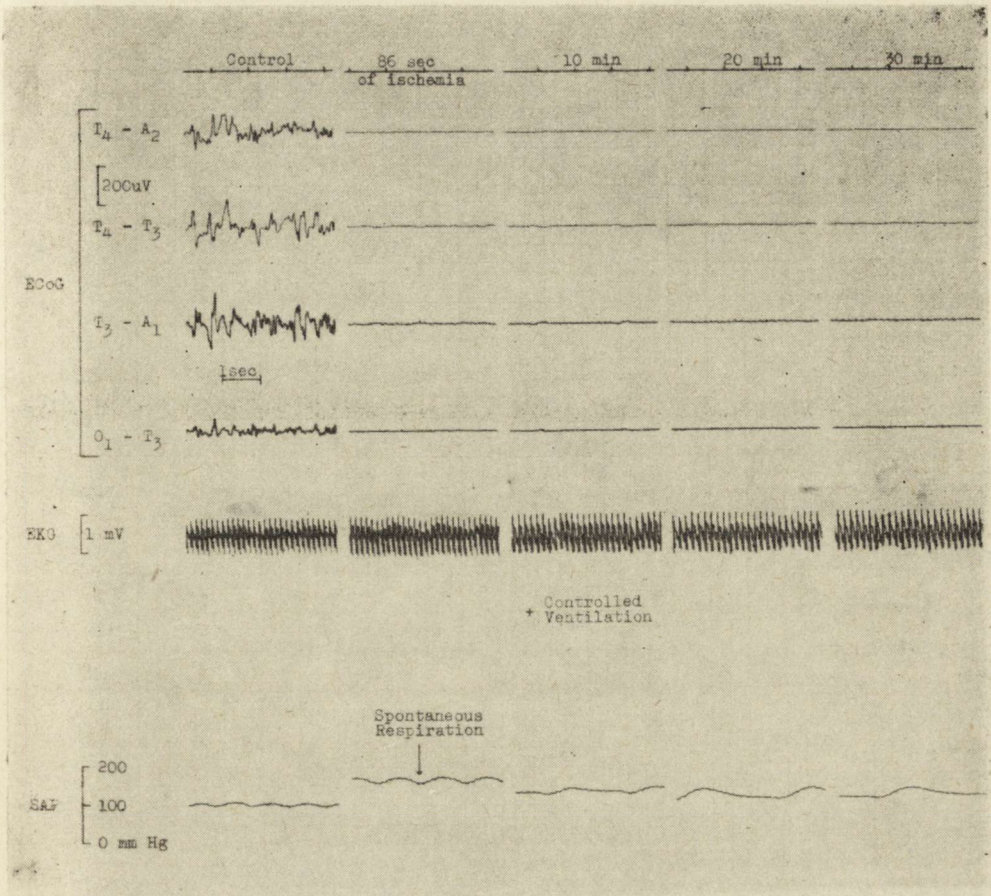 Control
86 sec
of ischemia
10 min
20 min
30 min
T4 - A2
200uV
T4 - T3
ECoG
T3 - A1
1sec
O1 - T3
EKG
1 mV
+ Controlled
Ventilation
Spontaneous
Respiration
200
SAP
100
0 mm Hg